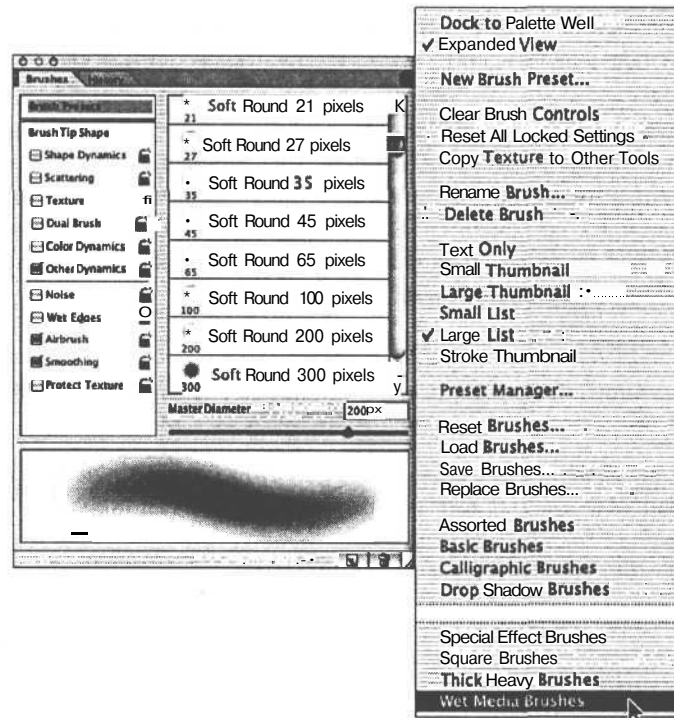 Brushes History
Brush Presets
Brush Tip Shape
Shape Dynamics
Scattering
Texture fi
Dual Brush
Color Dynamics
Other Dynamics
Noise
Wet Edges
Airbrush
Smoothing
Protect Texture
21 Soft Round 21 pixels K
27 Soft Round 27 pixels
35 Soft Round 35 pixels
45 Soft Round 45 pixels
65 Soft Round 65 pixels
100 Soft Round 100 pixels
200 Soft Round 200 pixels
300 Soft Round 300 pixels y
Master Diameter 200px
Dock to Palette Well
✓ Expanded View
New Brush Preset...
Clear Brush Controls
Reset All Locked Settings
Copy Texture to Other Tools
Rename Brush...
Delete Brush
Text Only
Small Thumbnail
Large Thumbnail
Small List
✓ Large List
Stroke Thumbnail
Preset Manager...
Reset Brushes...
Load Brushes...
Save Brushes...
Replace Brushes...
Assorted Brushes
Basic Brushes
Calligraphic Brushes
Drop Shadow Brushes
Special Effect Brushes
Square Brushes
Thick Heavy Brushes
Wet Media Brushes